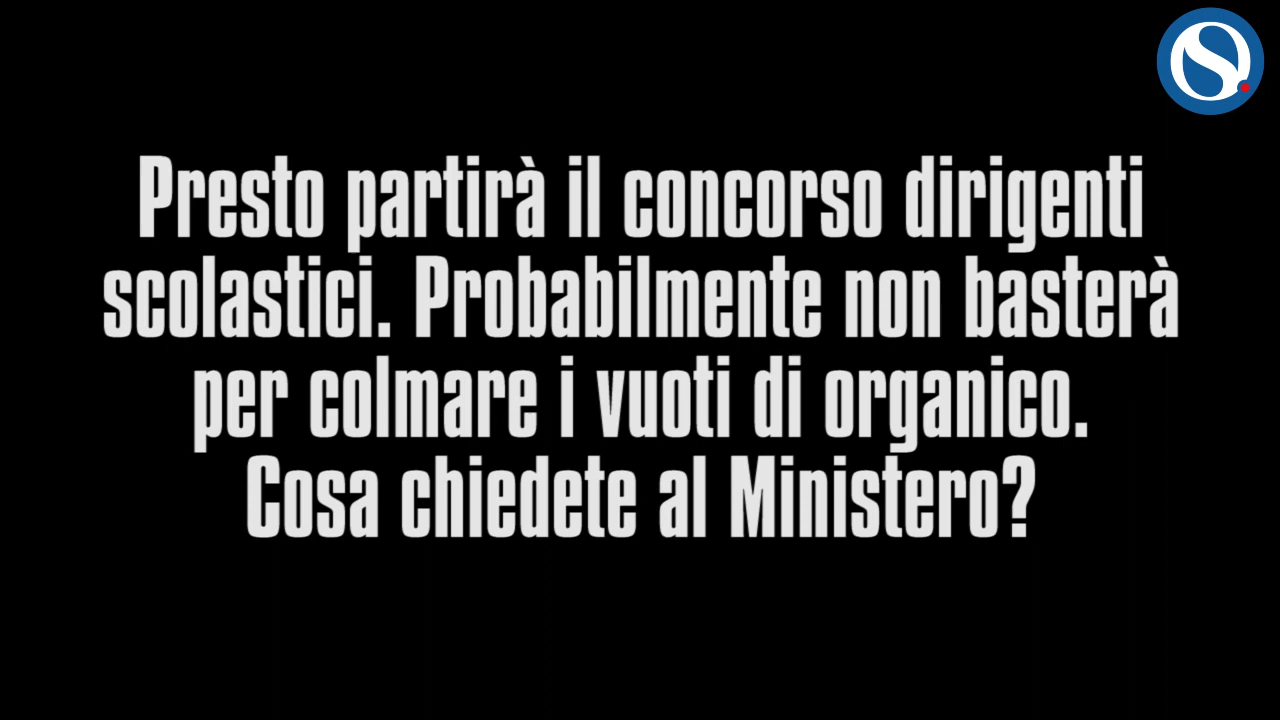 Presto partirà il concorso dirigenti
scolastici. Probabilmente non basterà
per colmare i vuoti di organico.
Cosa chiedete al Ministero?